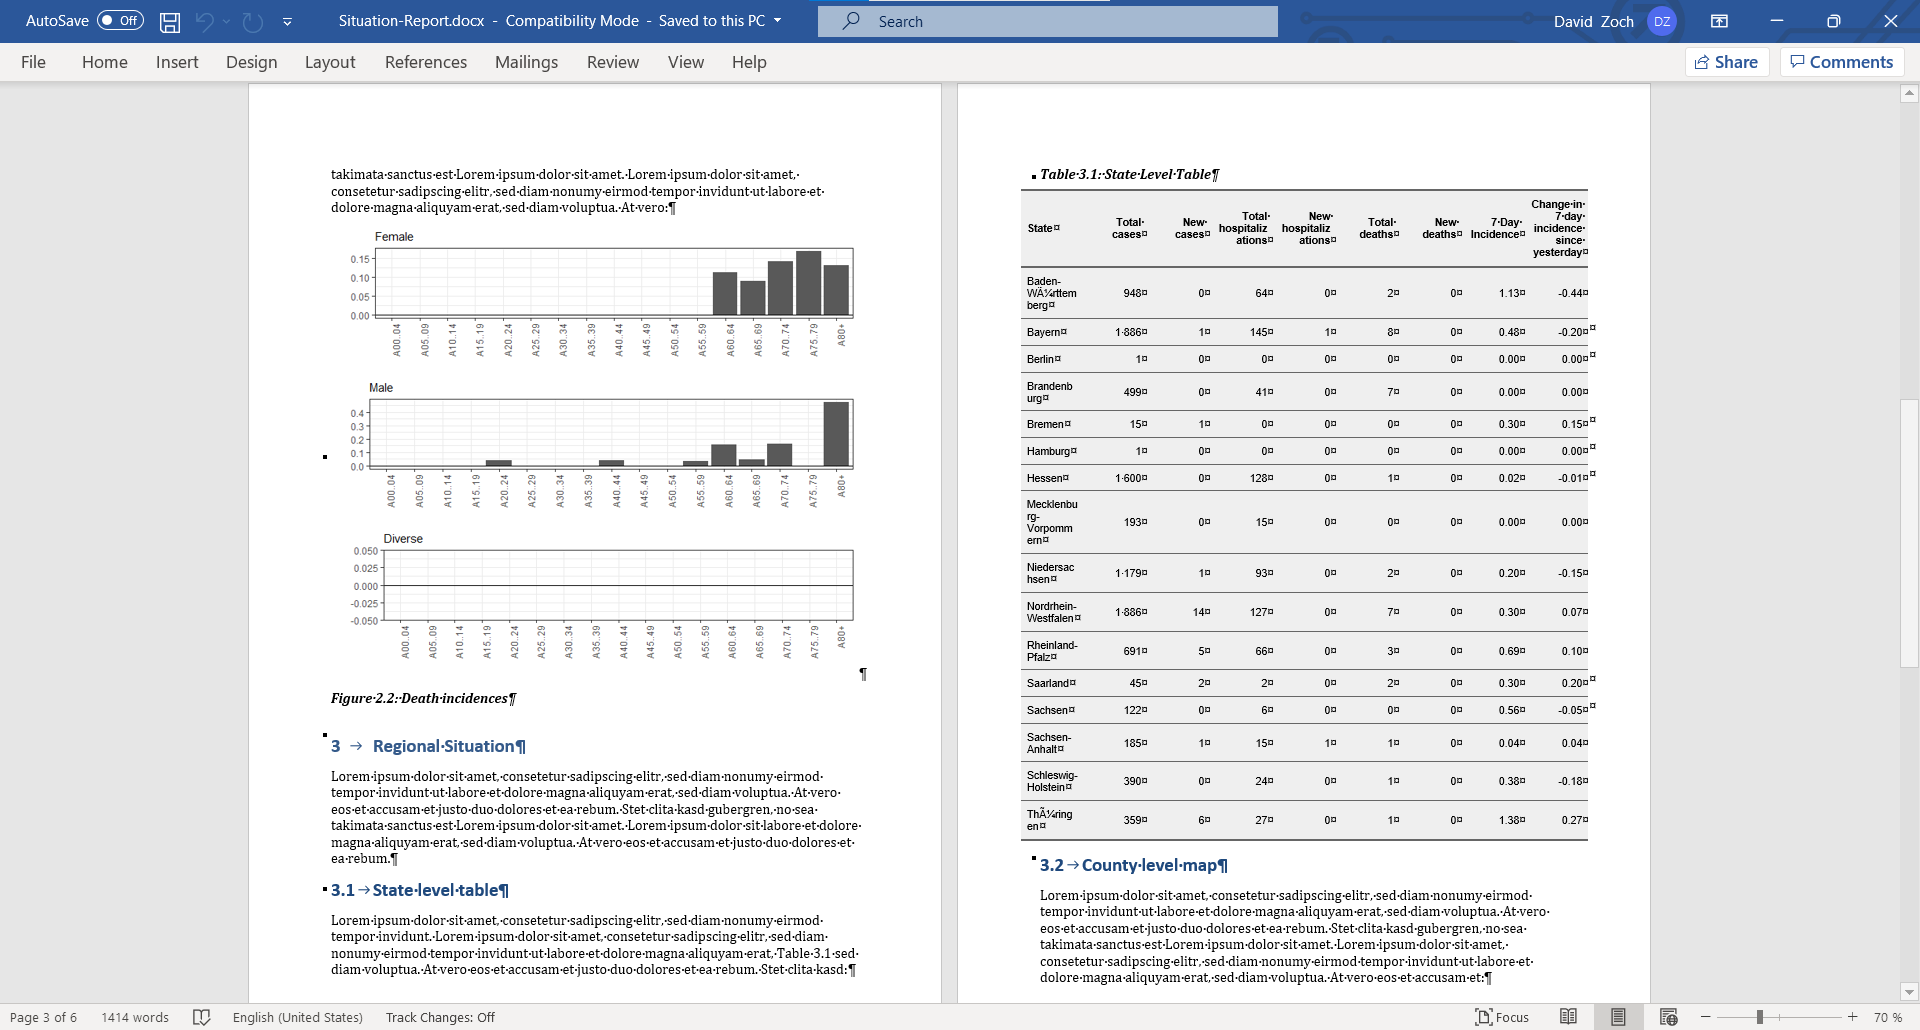 AutoSave Off Situation-Report.docx - Compatibility Mode - Saved to this PC Search David Zoch DZ
File Home Insert Design Layout References Mailings Review View Help Share Comments
takimata·sanctus·est·Lorem·ipsum·dolor·sit·amet.·Lorem·ipsum·dolor·sit·amet,·
consetetur·sadipscing·elitr,·sed·diam·nonumy·eirmod·tempor·invidunt·ut·labore·et·
dolore·magna·aliquyam·erat,·sed·diam·voluptua.·At·vero:¶
Female
0.15
0.10
0.05
0.00
A00..04 A05..09 A10..14 A15..19 A20..24 A25..29 A30..34 A35..39 A40..44 A45..49 A50..54 A55..59 A60..64 A65..69 A70..74 A75..79 A80+
Male
0.4
0.3
0.2
0.1
0.0
A00..04 A05..09 A10..14 A15..19 A20..24 A25..29 A30..34 A35..39 A40..44 A45..49 A50..54 A55..59 A60..64 A65..69 A70..74 A75..79 A80+
Diverse
0.050
0.025
0.000
-0.025
-0.050
A00..04 A05..09 A10..14 A15..19 A20..24 A25..29 A30..34 A35..39 A40..44 A45..49 A50..54 A55..59 A60..64 A65..69 A70..74 A75..79 A80+
¶
Figure·2.2:·Death·incidences¶
3 → Regional·Situation¶
Lorem·ipsum·dolor·sit·amet,·consetetur·sadipscing·elitr,·sed·diam·nonumy·eirmod·
tempor·invidunt·ut·labore·et·dolore·magna·aliquyam·erat,·sed·diam·voluptua.·At·vero·
eos·et·accusam·et·justo·duo·dolores·et·ea·rebum.·Stet·clita·kasd·gubergren,·no·sea·
takimata·sanctus·est·Lorem·ipsum·dolor·sit·amet.·Lorem·ipsum·dolor·sit·labore·et·dolore·
magna·aliquyam·erat,·sed·diam·voluptua.·At·vero·eos·et·accusam·et·justo·duo·dolores·et·
ea·rebum.¶
3.1→State·level·table¶
Lorem·ipsum·dolor·sit·amet,·consetetur·sadipscing·elitr,·sed·diam·nonumy·eirmod·
tempor·invidunt.·Lorem·ipsum·dolor·sit·amet,·consetetur·sadipscing·elitr,·sed·diam·
nonumy·eirmod·tempor·invidunt·ut·labore·et·dolore·magna·aliquyam·erat,·Table·3.1·sed·
diam·voluptua.·At·vero·eos·et·accusam·et·justo·duo·dolores·et·ea·rebum.·Stet·clita·kasd:¶
Table·3.1:·State·Level·Table¶
State¤ Total·cases¤ New·cases¤ Total·hospitalizations¤ New·hospitalizations¤ Total·deaths¤ New·deaths¤ 7·Day·Incidence¤ Change·in·7·day·incidence·since·yesterday¤
Baden-WÃ¼rttemberg¤ 948¤ 0¤ 64¤ 0¤ 2¤ 0¤ 1.13¤ -0.44¤
Bayern¤ 1·886¤ 1¤ 145¤ 1¤ 8¤ 0¤ 0.48¤ -0.20¤¤
Berlin¤ 1¤ 0¤ 0¤ 0¤ 0¤ 0¤ 0.00¤ 0.00¤¤
Brandenburg¤ 499¤ 0¤ 41¤ 0¤ 7¤ 0¤ 0.00¤ 0.00¤
Bremen¤ 15¤ 1¤ 0¤ 0¤ 0¤ 0¤ 0.30¤ 0.15¤¤
Hamburg¤ 1¤ 0¤ 0¤ 0¤ 0¤ 0¤ 0.00¤ 0.00¤¤
Hessen¤ 1·600¤ 0¤ 128¤ 0¤ 1¤ 0¤ 0.02¤ -0.01¤¤
Mecklenburg-Vorpommern¤ 193¤ 0¤ 15¤ 0¤ 0¤ 0¤ 0.00¤ 0.00¤
Niedersachsen¤ 1·179¤ 1¤ 93¤ 0¤ 2¤ 0¤ 0.20¤ -0.15¤
Nordrhein-Westfalen¤ 1·886¤ 14¤ 127¤ 0¤ 7¤ 0¤ 0.30¤ 0.07¤
Rheinland-Pfalz¤ 691¤ 5¤ 66¤ 0¤ 3¤ 0¤ 0.69¤ 0.10¤
Saarland¤ 45¤ 2¤ 2¤ 0¤ 2¤ 0¤ 0.30¤ 0.20¤¤
Sachsen¤ 122¤ 0¤ 6¤ 0¤ 0¤ 0¤ 0.56¤ -0.05¤¤
Sachsen-Anhalt¤ 185¤ 1¤ 15¤ 1¤ 1¤ 0¤ 0.04¤ 0.04¤
Schleswig-Holstein¤ 390¤ 0¤ 24¤ 0¤ 1¤ 0¤ 0.38¤ -0.18¤
ThÃ¼ringen¤ 359¤ 6¤ 27¤ 0¤ 1¤ 0¤ 1.38¤ 0.27¤
3.2→County·level·map¶
Lorem·ipsum·dolor·sit·amet,·consetetur·sadipscing·elitr,·sed·diam·nonumy·eirmod·
tempor·invidunt·ut·labore·et·dolore·magna·aliquyam·erat,·sed·diam·voluptua.·At·vero·
eos·et·accusam·et·justo·duo·dolores·et·ea·rebum.·Stet·clita·kasd·gubergren,·no·sea·
takimata·sanctus·est·Lorem·ipsum·dolor·sit·amet.·Lorem·ipsum·dolor·sit·amet,·
consetetur·sadipscing·elitr,·sed·diam·nonumy·eirmod·tempor·invidunt·ut·labore·et·
dolore·magna·aliquyam·erat,·sed·diam·voluptua.·At·vero·eos·et·accusam·et:¶
Page 3 of 6 1414 words English (United States) Track Changes: Off Focus 70 %